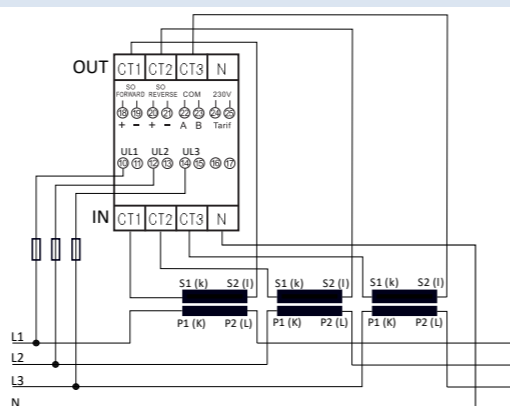 OUT CT1 CT2 CT3 N
SO SO
FORWARD REVERSE COM 230V
18 19 20 21 22 23 24 25
+ − + − A B Tarif
UL1 UL2 UL3
10 11 12 13 14 15 16 17
IN CT1 CT2 CT3 N
S1 (k) S2 (l) S1 (k) S2 (l) S1 (k) S2 (l)
P1 (K) P2 (L) P1 (K) P2 (L) P1 (K) P2 (L)
L1
L2
L3
N